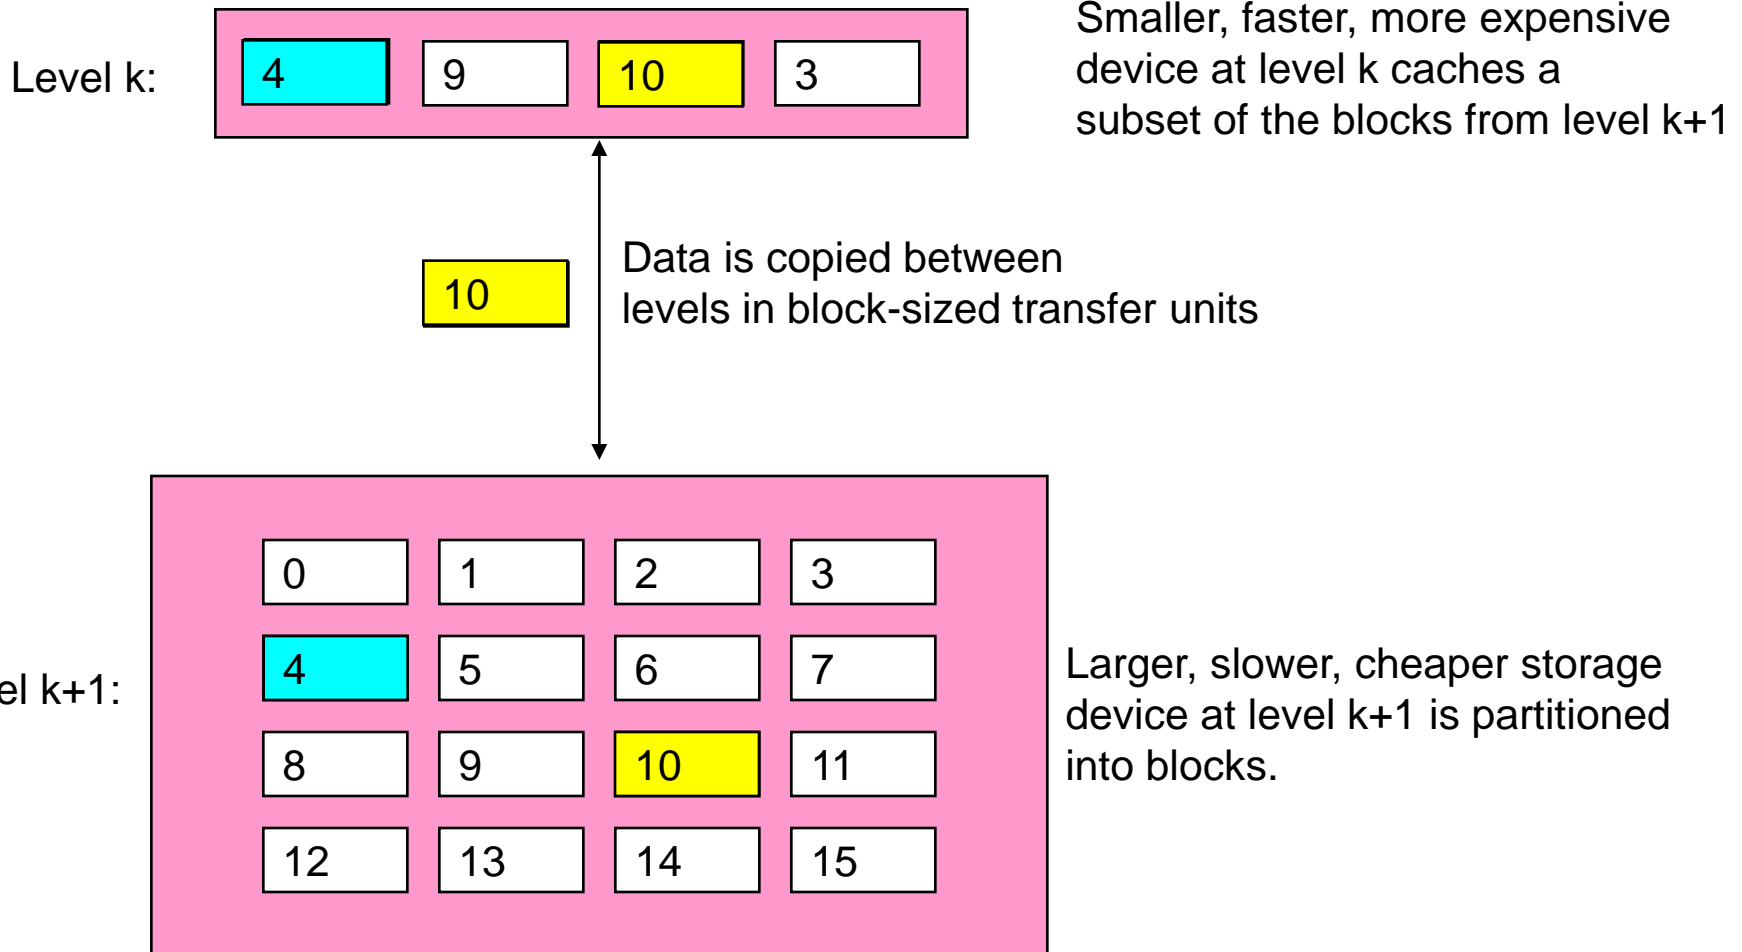 Smaller, faster, more expensive
device at level k caches a
subset of the blocks from level k+1
Level k:
4 9 10 3
Data is copied between
levels in block-sized transfer units
10
0 1 2 3
4 5 6 7
el k+1:
8 9 10 11
12 13 14 15
Larger, slower, cheaper storage
device at level k+1 is partitioned
into blocks.